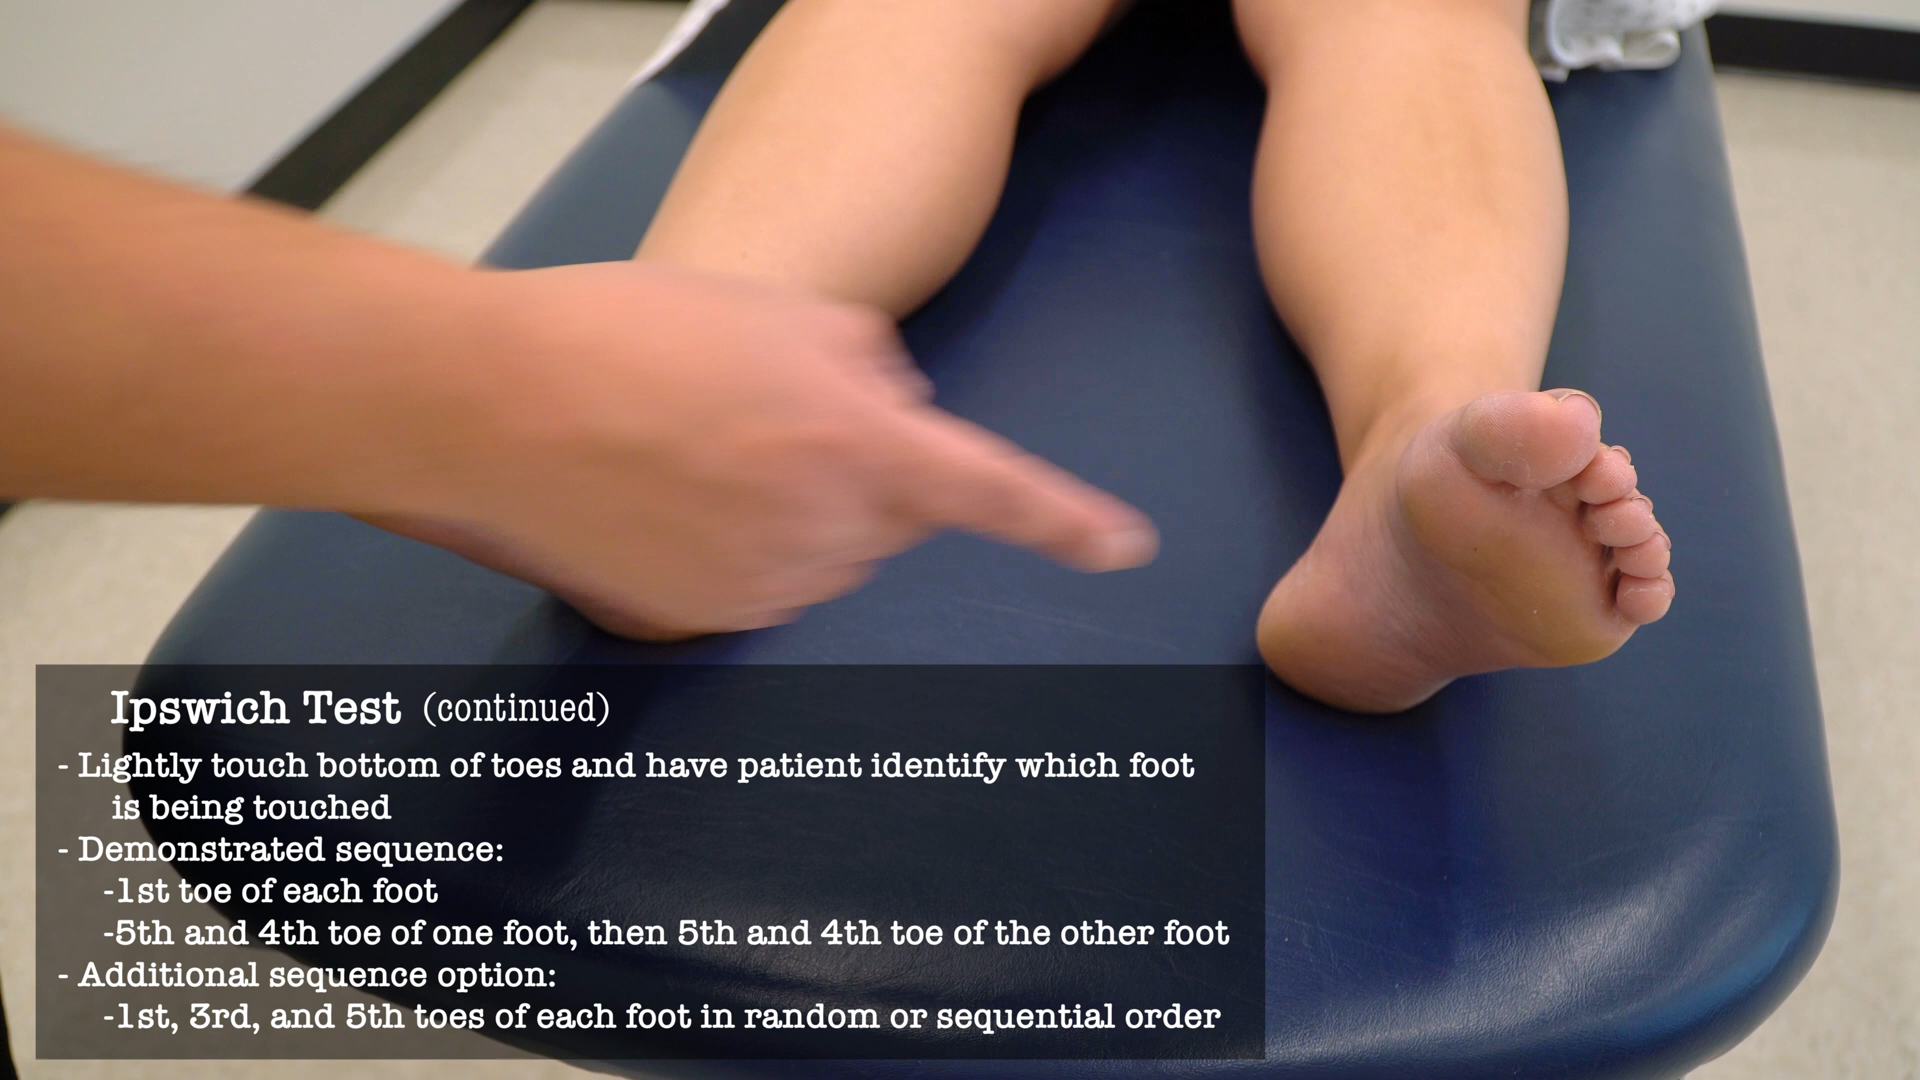 Ipswich Test (continued)
- Lightly touch bottom of toes and have patient identify which foot
is being touched
- Demonstrated sequence:
-1st toe of each foot
-5th and 4th toe of one foot, then 5th and 4th toe of the other foot
- Additional sequence option:
-1st, 3rd, and 5th toes of each foot in random or sequential order